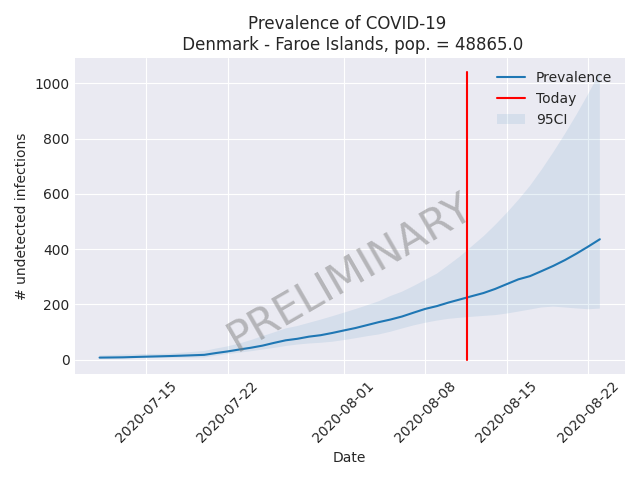 Prevalence of COVID-19
Denmark - Faroe Islands, pop. = 48865.0
Prevalence
Today
95CI
PRELIMINARY
# undetected infections
1000
800
600
400
200
0
2020-07-15
2020-07-22
2020-08-01
2020-08-08
2020-08-15
2020-08-22
Date